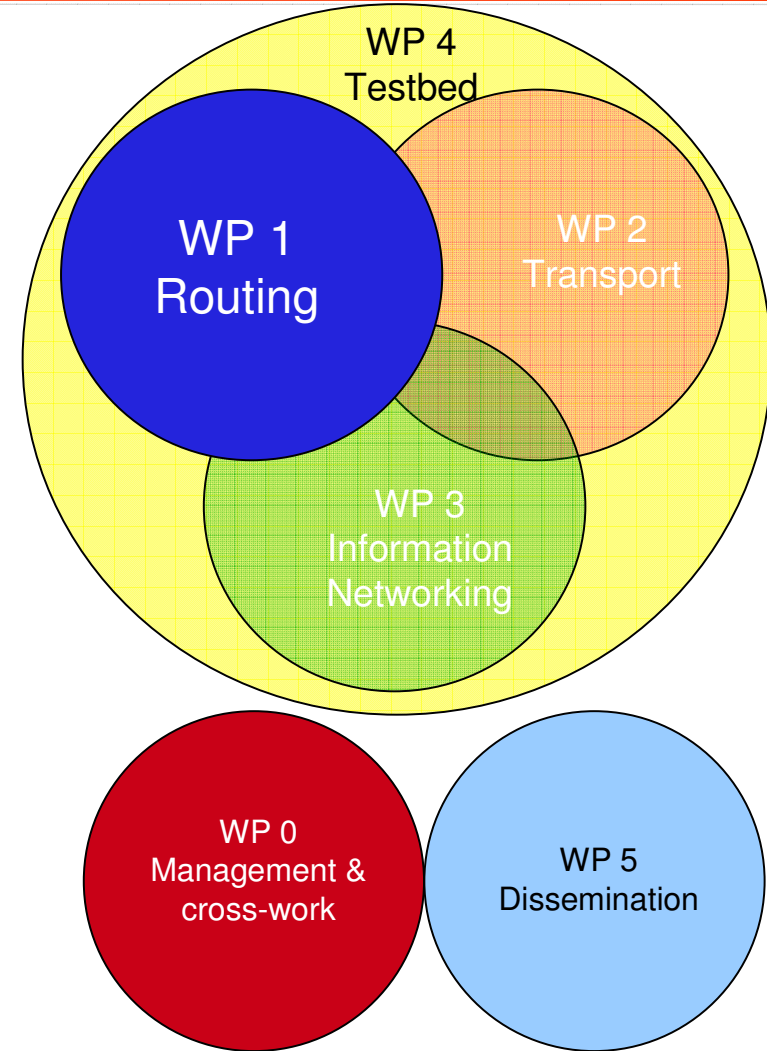 WP 4
Testbed
WP 1
Routing
WP 2
Transport
WP 3
Information
Networking
WP 0
Management &
cross-work
WP 5
Dissemination